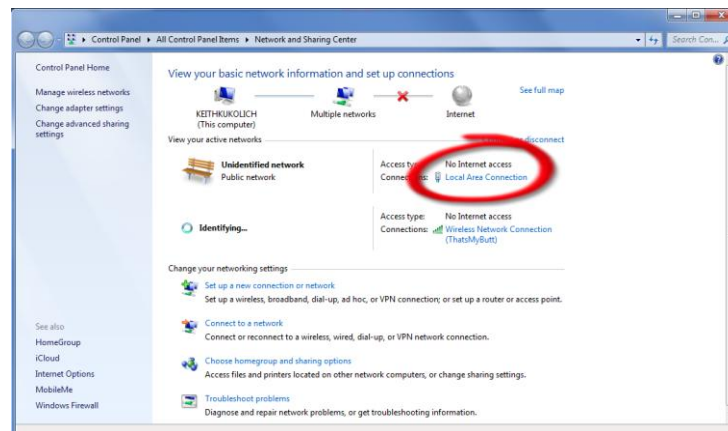 Control Panel ▸ All Control Panel Items ▸ Network and Sharing Center
Search Con...
Control Panel Home
Manage wireless networks
Change adapter settings
Change advanced sharing
settings
See also
HomeGroup
iCloud
Internet Options
MobileMe
Windows Firewall
View your basic network information and set up connections
See full map
KEITHKUKOLICH
(This computer)
Multiple networks
Internet
View your active networks
disconnect
Unidentified network
Public network
Access
No Internet access
Local Area Connection
Identifying...
Access type: No Internet access
Connections: Wireless Network Connection
(ThatsMyButt)
Change your networking settings
Set up a new connection or network
Set up a wireless, broadband, dial-up, ad hoc, or VPN connection; or set up a router or access point.
Connect to a network
Connect or reconnect to a wireless, wired, dial-up, or VPN network connection.
Choose homegroup and sharing options
Access files and printers located on other network computers, or change sharing settings.
Troubleshoot problems
Diagnose and repair network problems, or get troubleshooting information.